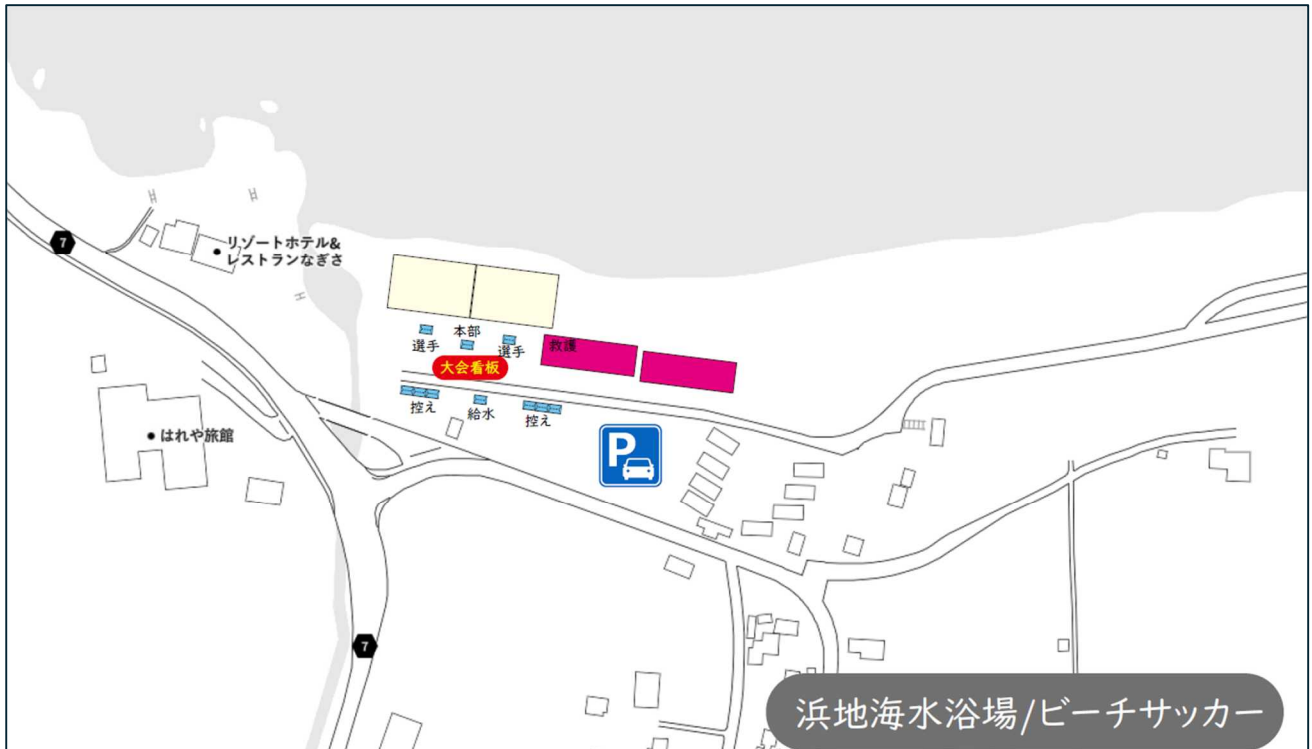 7
リゾートホテル&
レストランなぎさ
本部
選手
選手
救護
大会看板
控え
給水
控え
はれや旅館
P
7
浜地海水浴場/ビーチサッカー